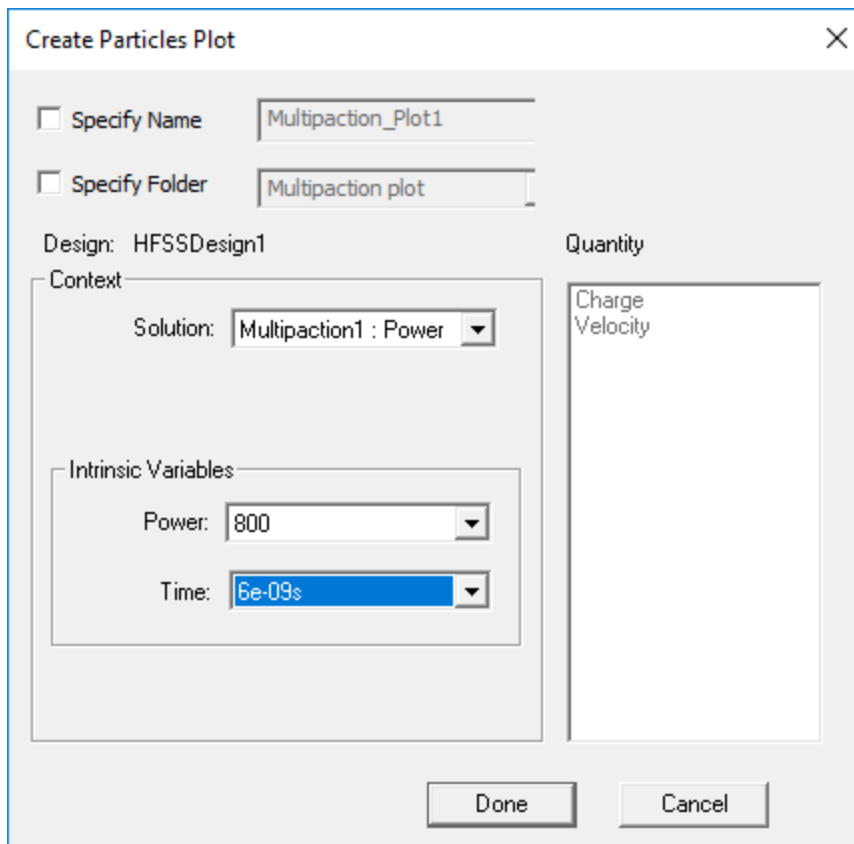 Create Particles Plot
Specify Name
Multipaction_Plot1
Specify Folder
Multipaction plot
Design: HFSSDesign1
Quantity
Context
Solution:
Multipaction1 : Power
Charge
Velocity
Intrinsic Variables
Power:
800
Time:
6e-09s
Done
Cancel